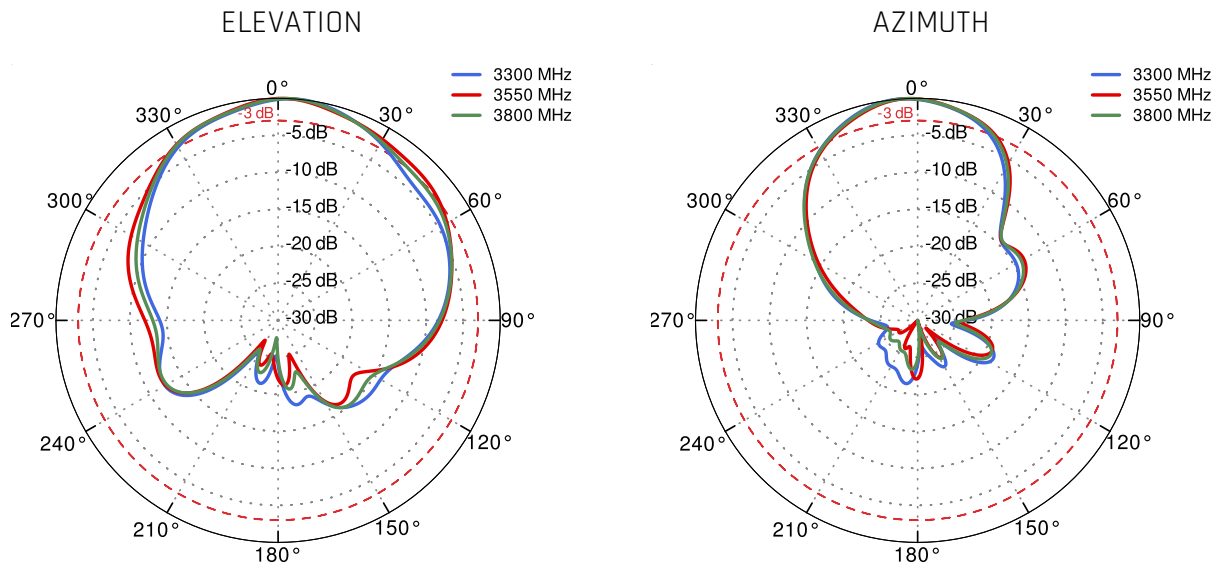 ELEVATION
3300 MHz
3550 MHz
3800 MHz
0°
330°
-3 dB
30°
-5 dB
-10 dB
300°
60°
-15 dB
-20 dB
-25 dB
270°
-30 dB
90°
240°
120°
210°
150°
180°
AZIMUTH
3300 MHz
3550 MHz
3800 MHz
0°
330°
-3 dB
30°
-5 dB
-10 dB
300°
60°
-15 dB
-20 dB
-25 dB
270°
-30 dB
90°
240°
120°
210°
150°
180°